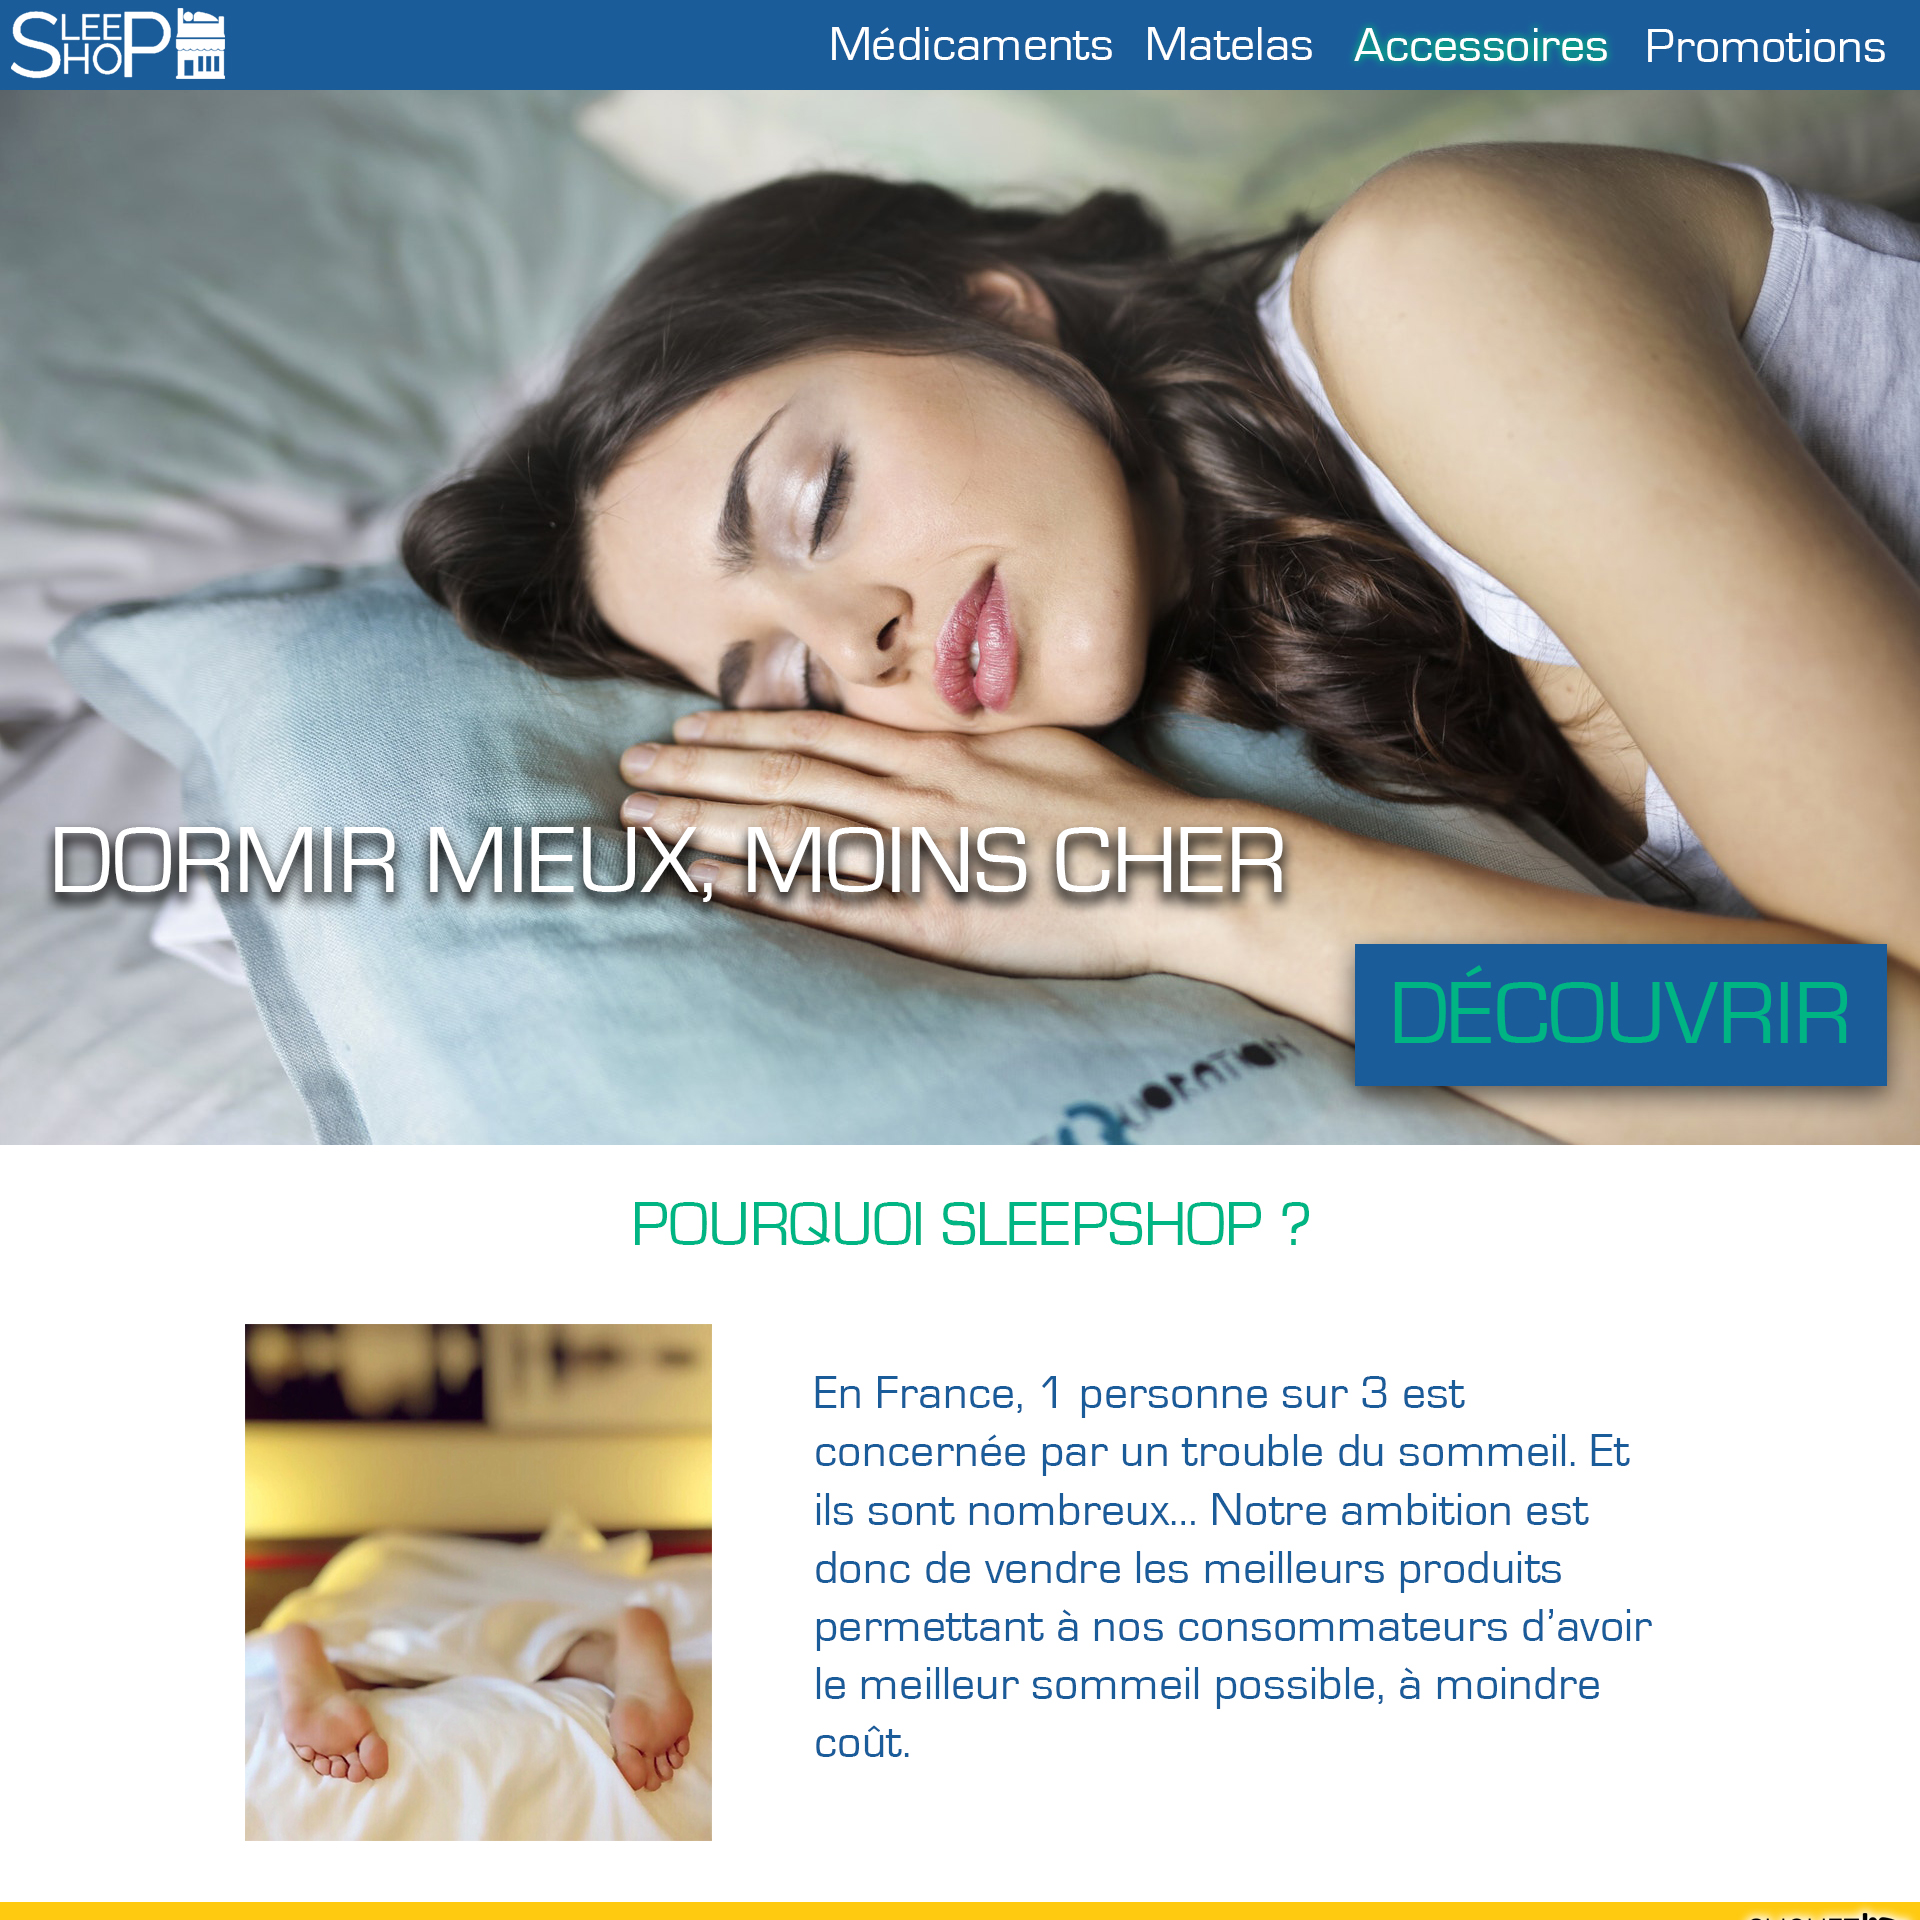 SLEEP SHOP
Médicaments Matelas Accessoires Promotions
DORMIR MIEUX, MOINS CHER
DÉCOUVRIR
POURQUOI SLEEPSHOP ?
En France, 1 personne sur 3 est
concernée par un trouble du sommeil. Et
ils sont nombreux... Notre ambition est
donc de vendre les meilleurs produits
permettant à nos consommateurs d’avoir
le meilleur sommeil possible, à moindre
coût.